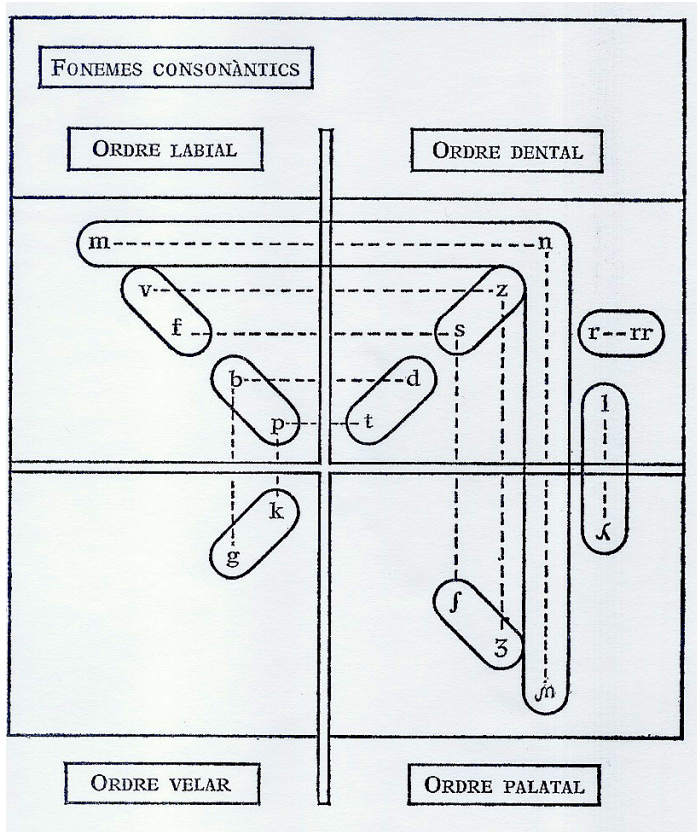 FONEMES CONSONÀNTICS
ORDRE LABIAL
ORDRE DENTAL
m n
v z
f s r rr
b d
l
p t
k
ʎ
g
ʃ
ʒ
ɲ
ORDRE VELAR
ORDRE PALATAL